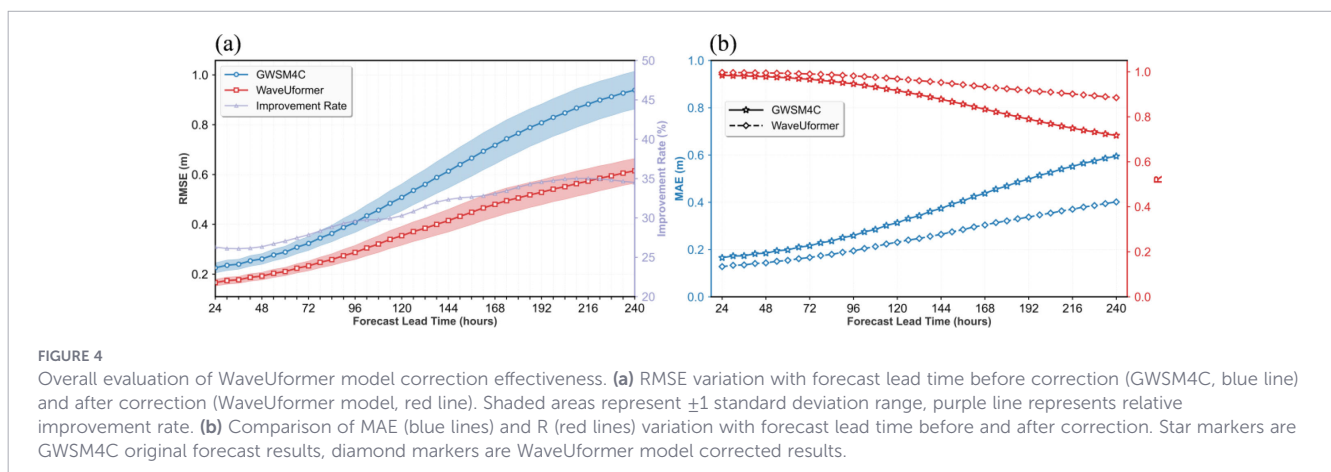 (a)
(b)
GWSM4C
WaveUformer
Improvement Rate
RMSE (m)
1.0
0.8
0.6
0.4
0.2
50
45
40
35
30
25
20
Improvement Rate (%)
24 48 72 96 120 144 168 192 216 240
Forecast Lead Time (hours)
GWSM4C
WaveUformer
MAE (m)
1.0
0.8
0.6
0.4
0.2
0.0
1.0
0.8
0.6
0.4
0.2
0.0
R
24 48 72 96 120 144 168 192 216 240
Forecast Lead Time (hours)
FIGURE 4
Overall evaluation of WaveUformer model correction effectiveness. (a) RMSE variation with forecast lead time before correction (GWSM4C, blue line)
and after correction (WaveUformer model, red line). Shaded areas represent ±1 standard deviation range, purple line represents relative
improvement rate. (b) Comparison of MAE (blue lines) and R (red lines) variation with forecast lead time before and after correction. Star markers are
GWSM4C original forecast results, diamond markers are WaveUformer model corrected results.